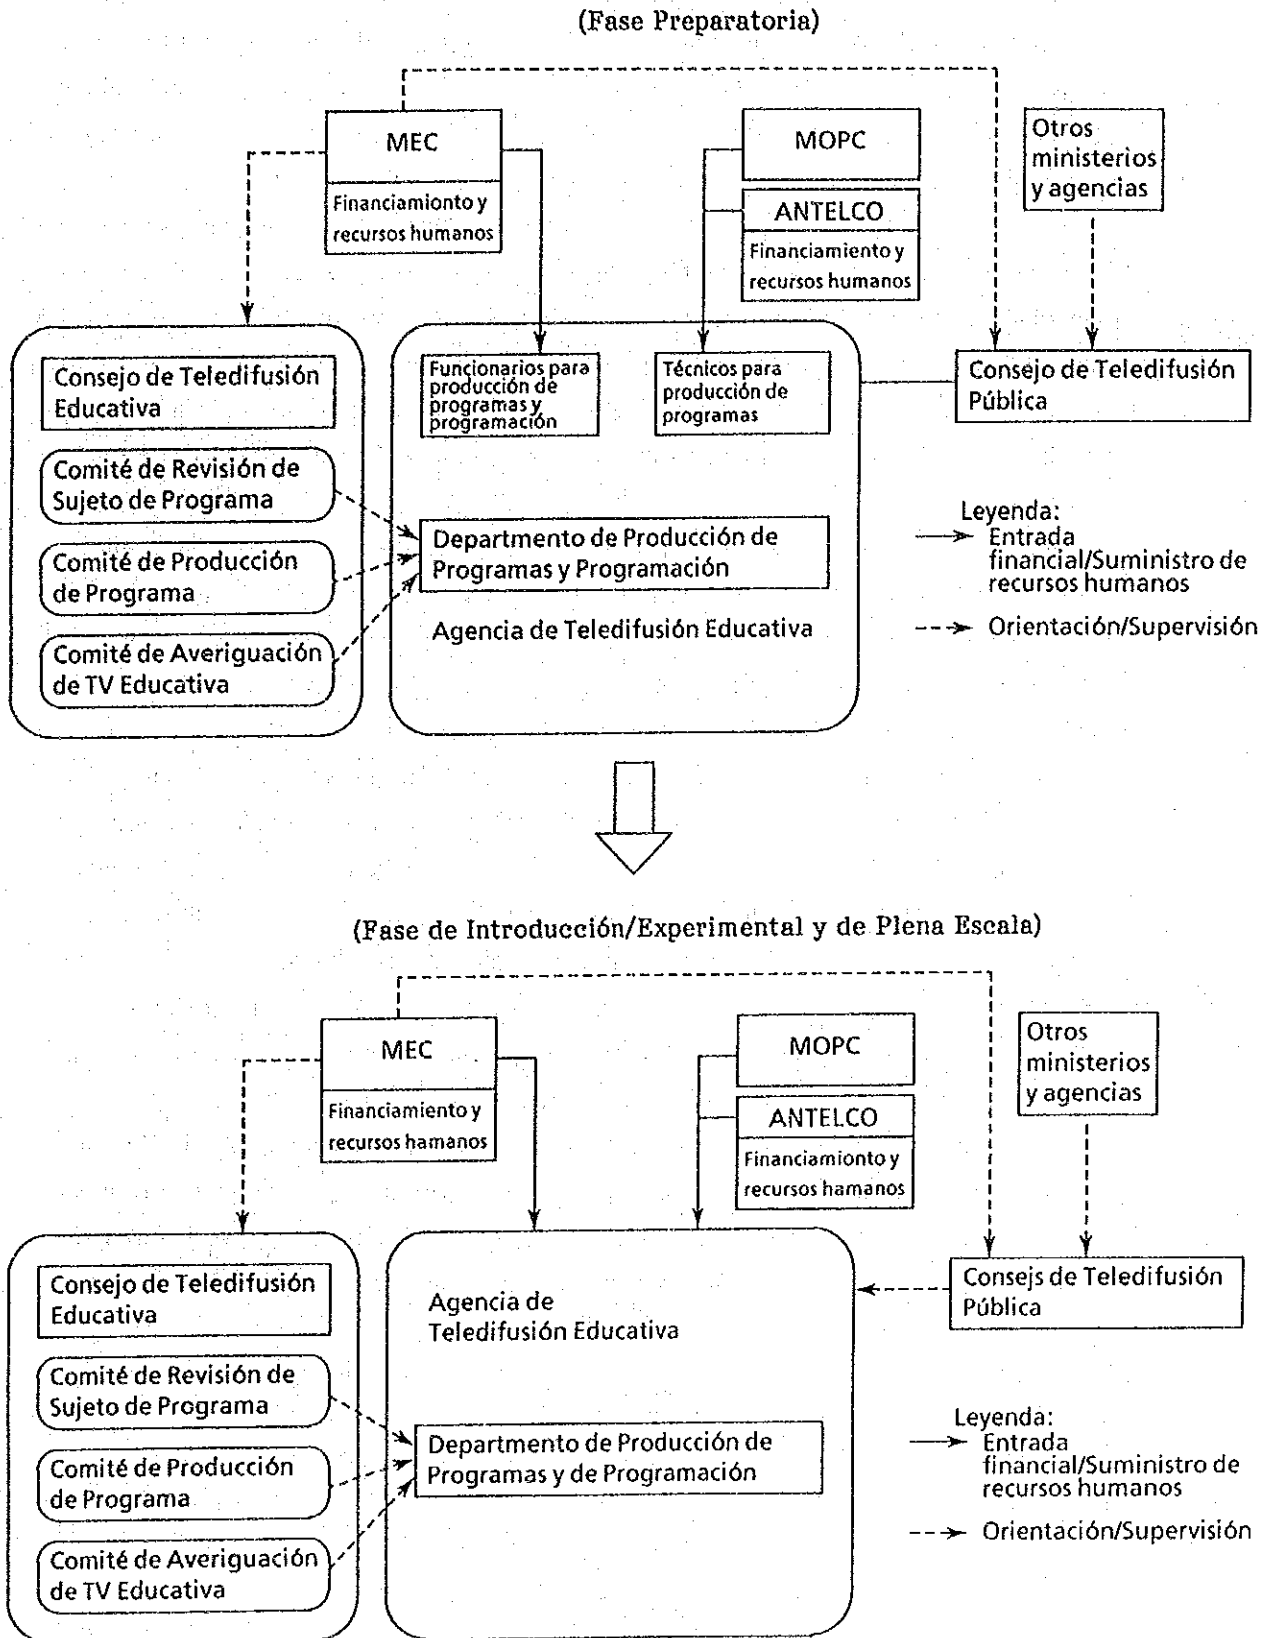 (Fase Preparatoria)
MEC
Financiamionto y
recursos humanos
MOPC
ANTELCO
Financiamiento y
recursos humanos
Otros
ministerios
y agencias
Consejo de Teledifusión
Educativa
Comité de Revisión de
Sujeto de Programa
Comité de Producción
de Programa
Comité de Averiguación
de TV Educativa
Funcionarios para
producción de
programas y
programación
Técnicos para
producción de
programas
Departmento de Producción de
Programas y Programación
Agencia de Teledifusión Educativa
Consejo de Teledifusión
Pública
Leyenda:
Entrada
financial/Suministro de
recursos humanos
Orientación/Supervisión
(Fase de Introducción/Experimental y de Plena Escala)
MEC
Financiamiento y
recursos hamanos
MOPC
ANTELCO
Financiamionto y
recursos hamanos
Otros
ministerios
y agencias
Consejo de Teledifusión
Educativa
Comité de Revisión de
Sujeto de Programa
Comité de Producción
de Programa
Comité de Averiguación
de TV Educativa
Agencia de
Teledifusión Educativa
Departmento de Producción de
Programas y de Programación
Consejs de Teledifusión
Pública
Leyenda:
Entrada
financial/Suministro de
recursos humanos
Orientación/Supervisión